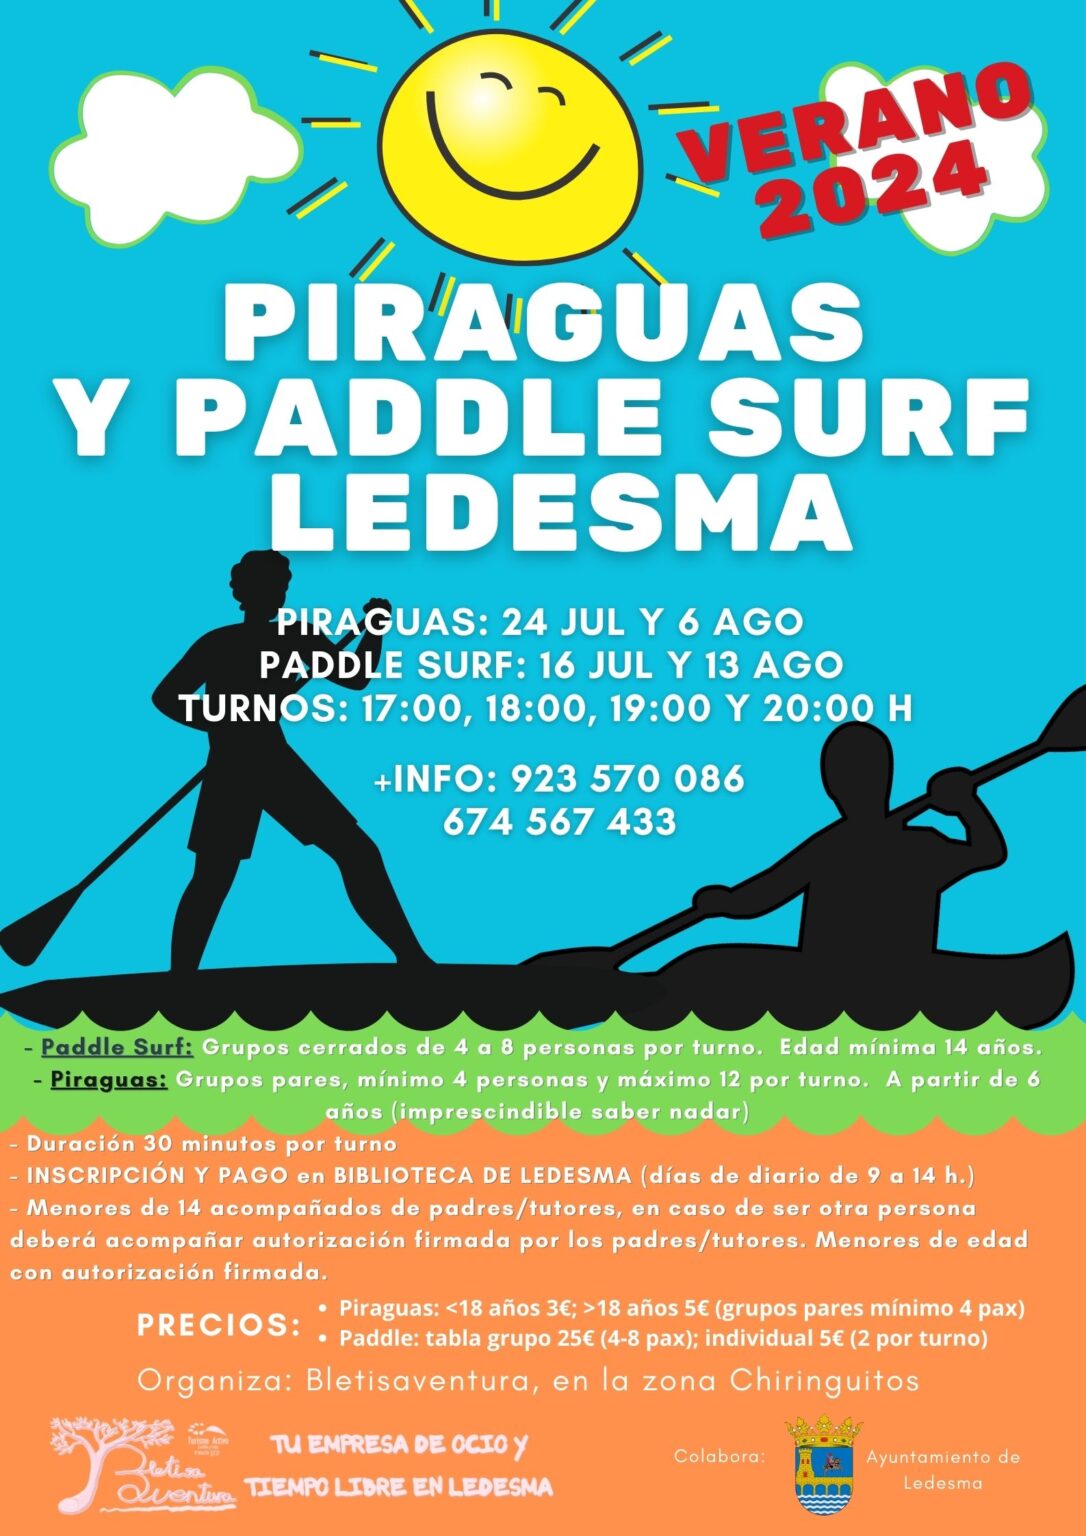 VERANO
2024
PIRAGUAS
Y PADDLE SURF
LEDESMA
PIRAGUAS: 24 JUL Y 6 AGO
PADDLE SURF: 16 JUL Y 13 AGO
TURNOS: 17:00, 18:00, 19:00 Y 20:00 H
+INFO: 923 570 086
674 567 433
- Paddle Surf: Grupos cerrados de 4 a 8 personas por turno. Edad mínima 14 años.
- Piraguas: Grupos pares, mínimo 4 personas y máximo 12 por turno. A partir de 6
años (imprescindible saber nadar)
- Duración 30 minutos por turno
- INSCRIPCIÓN Y PAGO en BIBLIOTECA DE LEDESMA (días de diario de 9 a 14 h.)
- Menores de 14 acompañados de padres/tutores, en caso de ser otra persona
deberá acompañar autorización firmada por los padres/tutores. Menores de edad
con autorización firmada.
PRECIOS:
• Piraguas: <18 años 3€; >18 años 5€ (grupos pares mínimo 4 pax)
• Paddle: tabla grupo 25€ (4-8 pax); individual 5€ (2 por turno)
Organiza: Bletisaventura, en la zona Chiringuitos
Turismo Activo
Bletisa
Aventura
TU EMPRESA DE OCIO Y
TIEMPO LIBRE EN LEDESMA
Colabora:
Ayuntamiento de
Ledesma